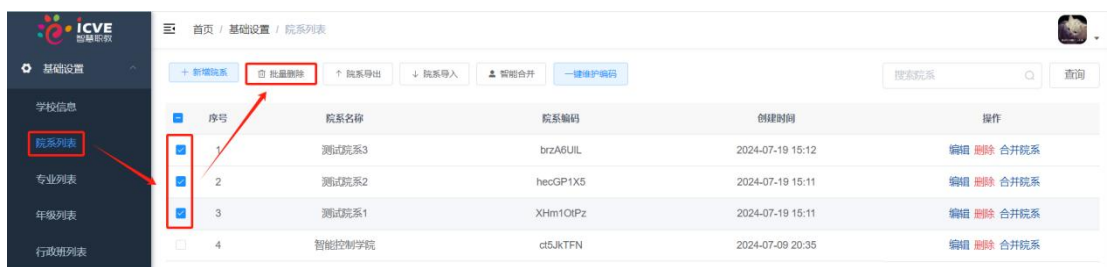 icve
智慧职教
首页 / 基础设置 / 院系列表
基础设置
学校信息
院系列表
专业列表
年级列表
行政班列表
+ 新增院系 批量删除 ↑ 院系导出 ↓ 院系导入 智能合并 一键维护编码 搜索院系 查询
序号 院系名称 院系编码 创建时间 操作
1 测试院系3 brzA6UIL 2024-07-19 15:12 编辑 删除 合并院系
2 测试院系2 hecGP1X5 2024-07-19 15:11 编辑 删除 合并院系
3 测试院系1 XHm1OtPz 2024-07-19 15:11 编辑 删除 合并院系
4 智能控制学院 ct5JkTFN 2024-07-09 20:35 编辑 删除 合并院系